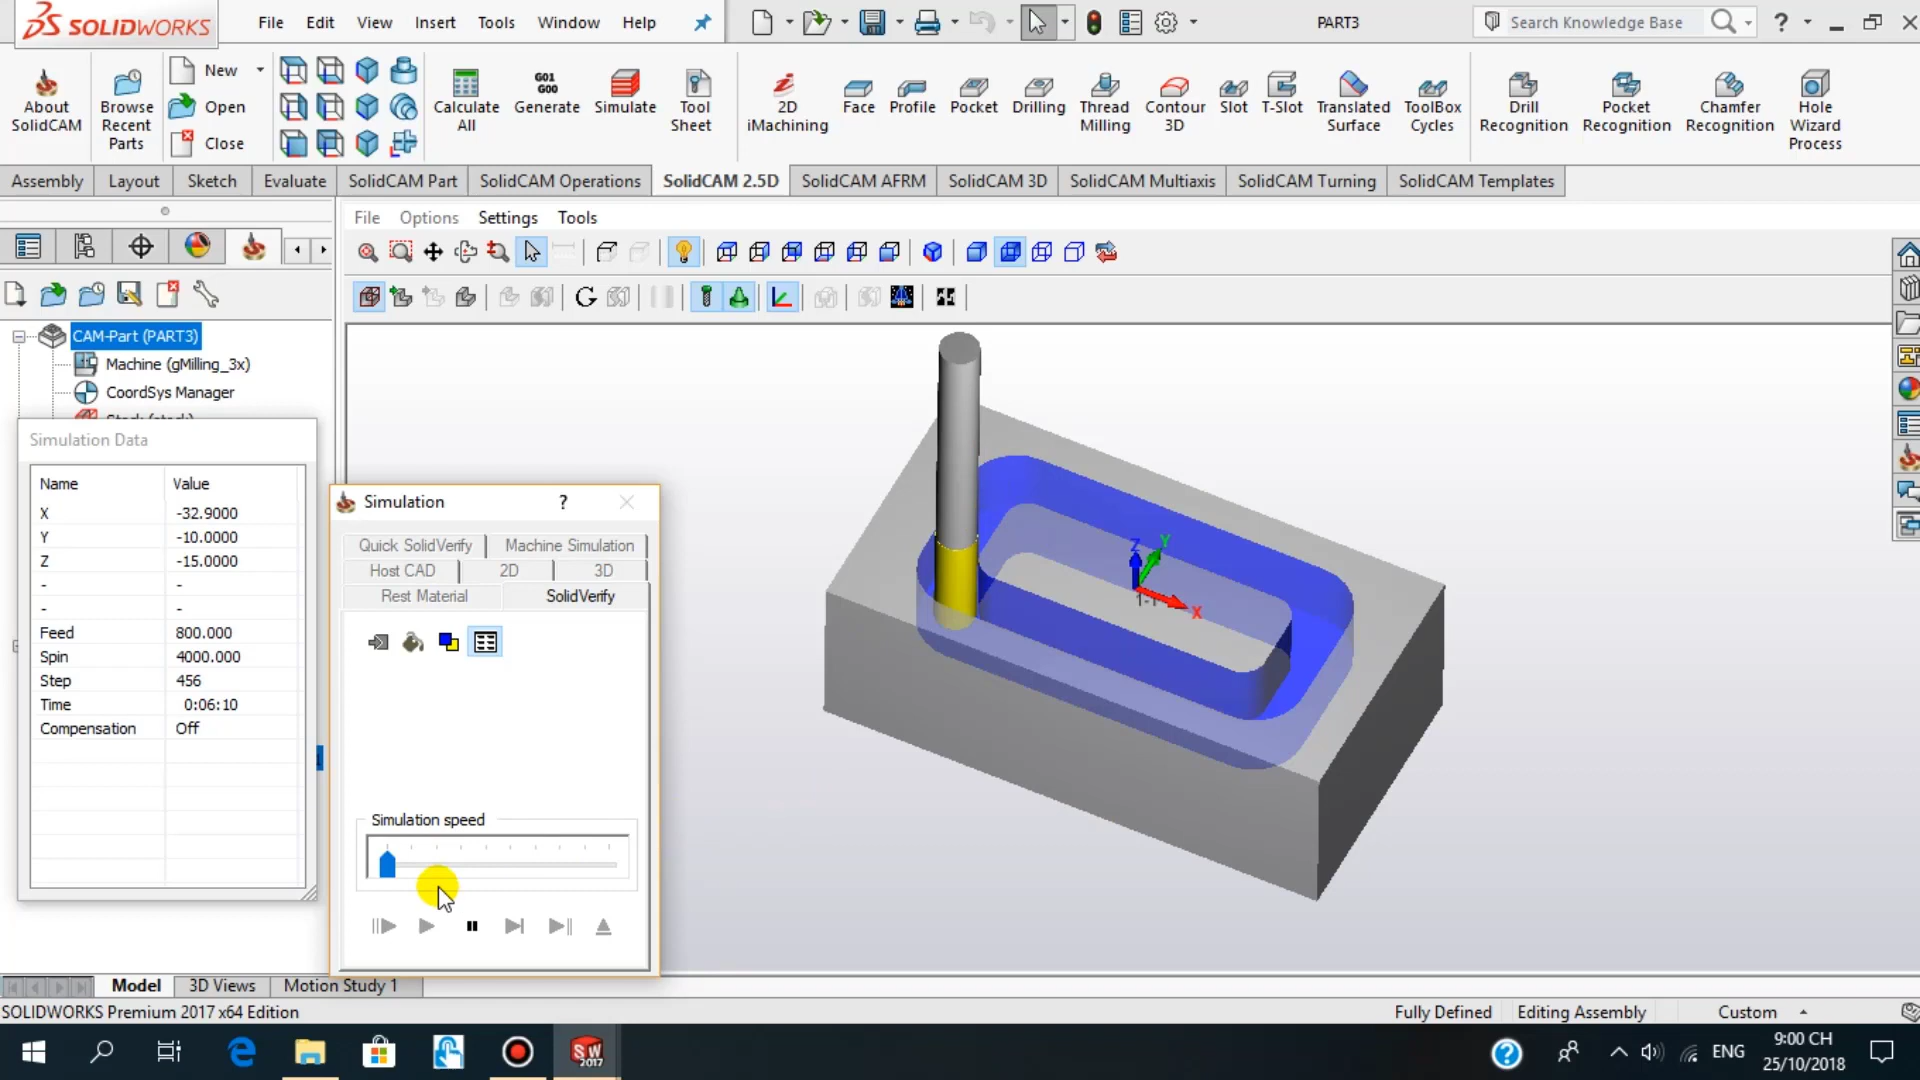 SOLIDWORKS File Edit View Insert Tools Window Help PART3 Search Knowledge Base ?
About SolidCAM
Browse Recent Parts
New
Open
Close
Calculate All
G01 G00 Generate
Simulate
Tool Sheet
2D iMachining
Face
Profile
Pocket
Drilling
Thread Milling
Contour 3D
Slot
T-Slot
Translated Surface
ToolBox Cycles
Drill Recognition
Pocket Recognition
Chamfer Recognition
Hole Wizard Process
Assembly Layout Sketch Evaluate SolidCAM Part SolidCAM Operations SolidCAM 2.5D SolidCAM AFRM SolidCAM 3D SolidCAM Multiaxis SolidCAM Turning SolidCAM Templates
File Options Settings Tools
CAM-Part (PART3)
Machine (gMilling_3x)
CoordSys Manager
Simulation Data
Name Value
X -32.9000
Y -10.0000
Z -15.0000
- -
- -
Feed 800.000
Spin 4000.000
Step 456
Time 0:06:10
Compensation Off
Simulation ?
Quick SolidVerify Machine Simulation
Host CAD 2D 3D
Rest Material SolidVerify
Simulation speed
Z Y X
Model 3D Views Motion Study 1
SOLIDWORKS Premium 2017 x64 Edition Fully Defined Editing Assembly Custom
SW 2017
ENG
9:00 CH
25/10/2018